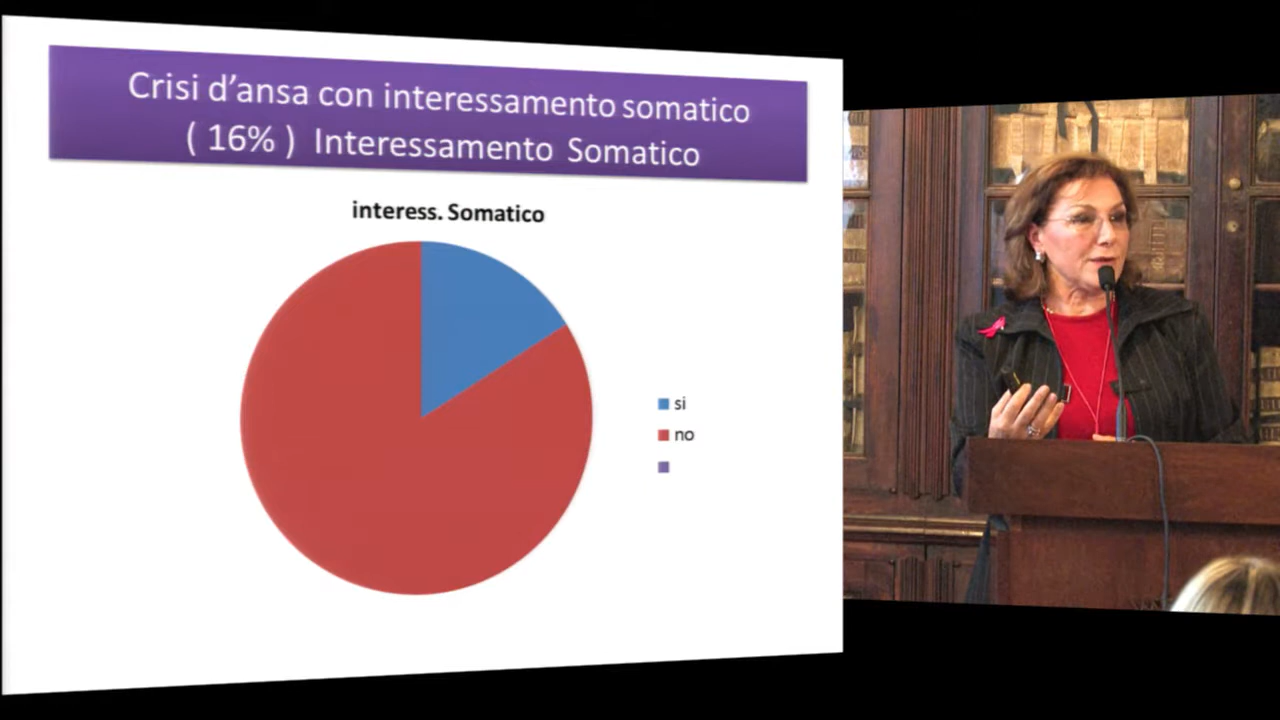 Crisi d’ansa con interessamento somatico
( 16% ) Interessamento Somatico
interess. Somatico
si
no